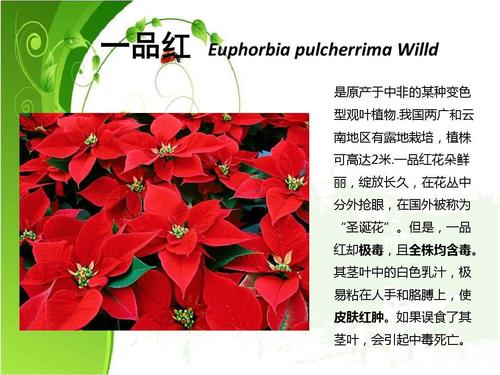 一品红 Euphorbia pulcherrima Willd
是原产于中非的某种变色
型观叶植物.我国两广和云
南地区有露地栽培，植株
可高达2米.一品红花朵鲜
丽，绽放长久，在花丛中
分外抢眼，在国外被称为
“圣诞花”。但是，一品
红却极毒，且全株均含毒。
其茎叶中的白色乳汁，极
易粘在人手和胳膊上，使
皮肤红肿。如果误食了其
茎叶，会引起中毒死亡。